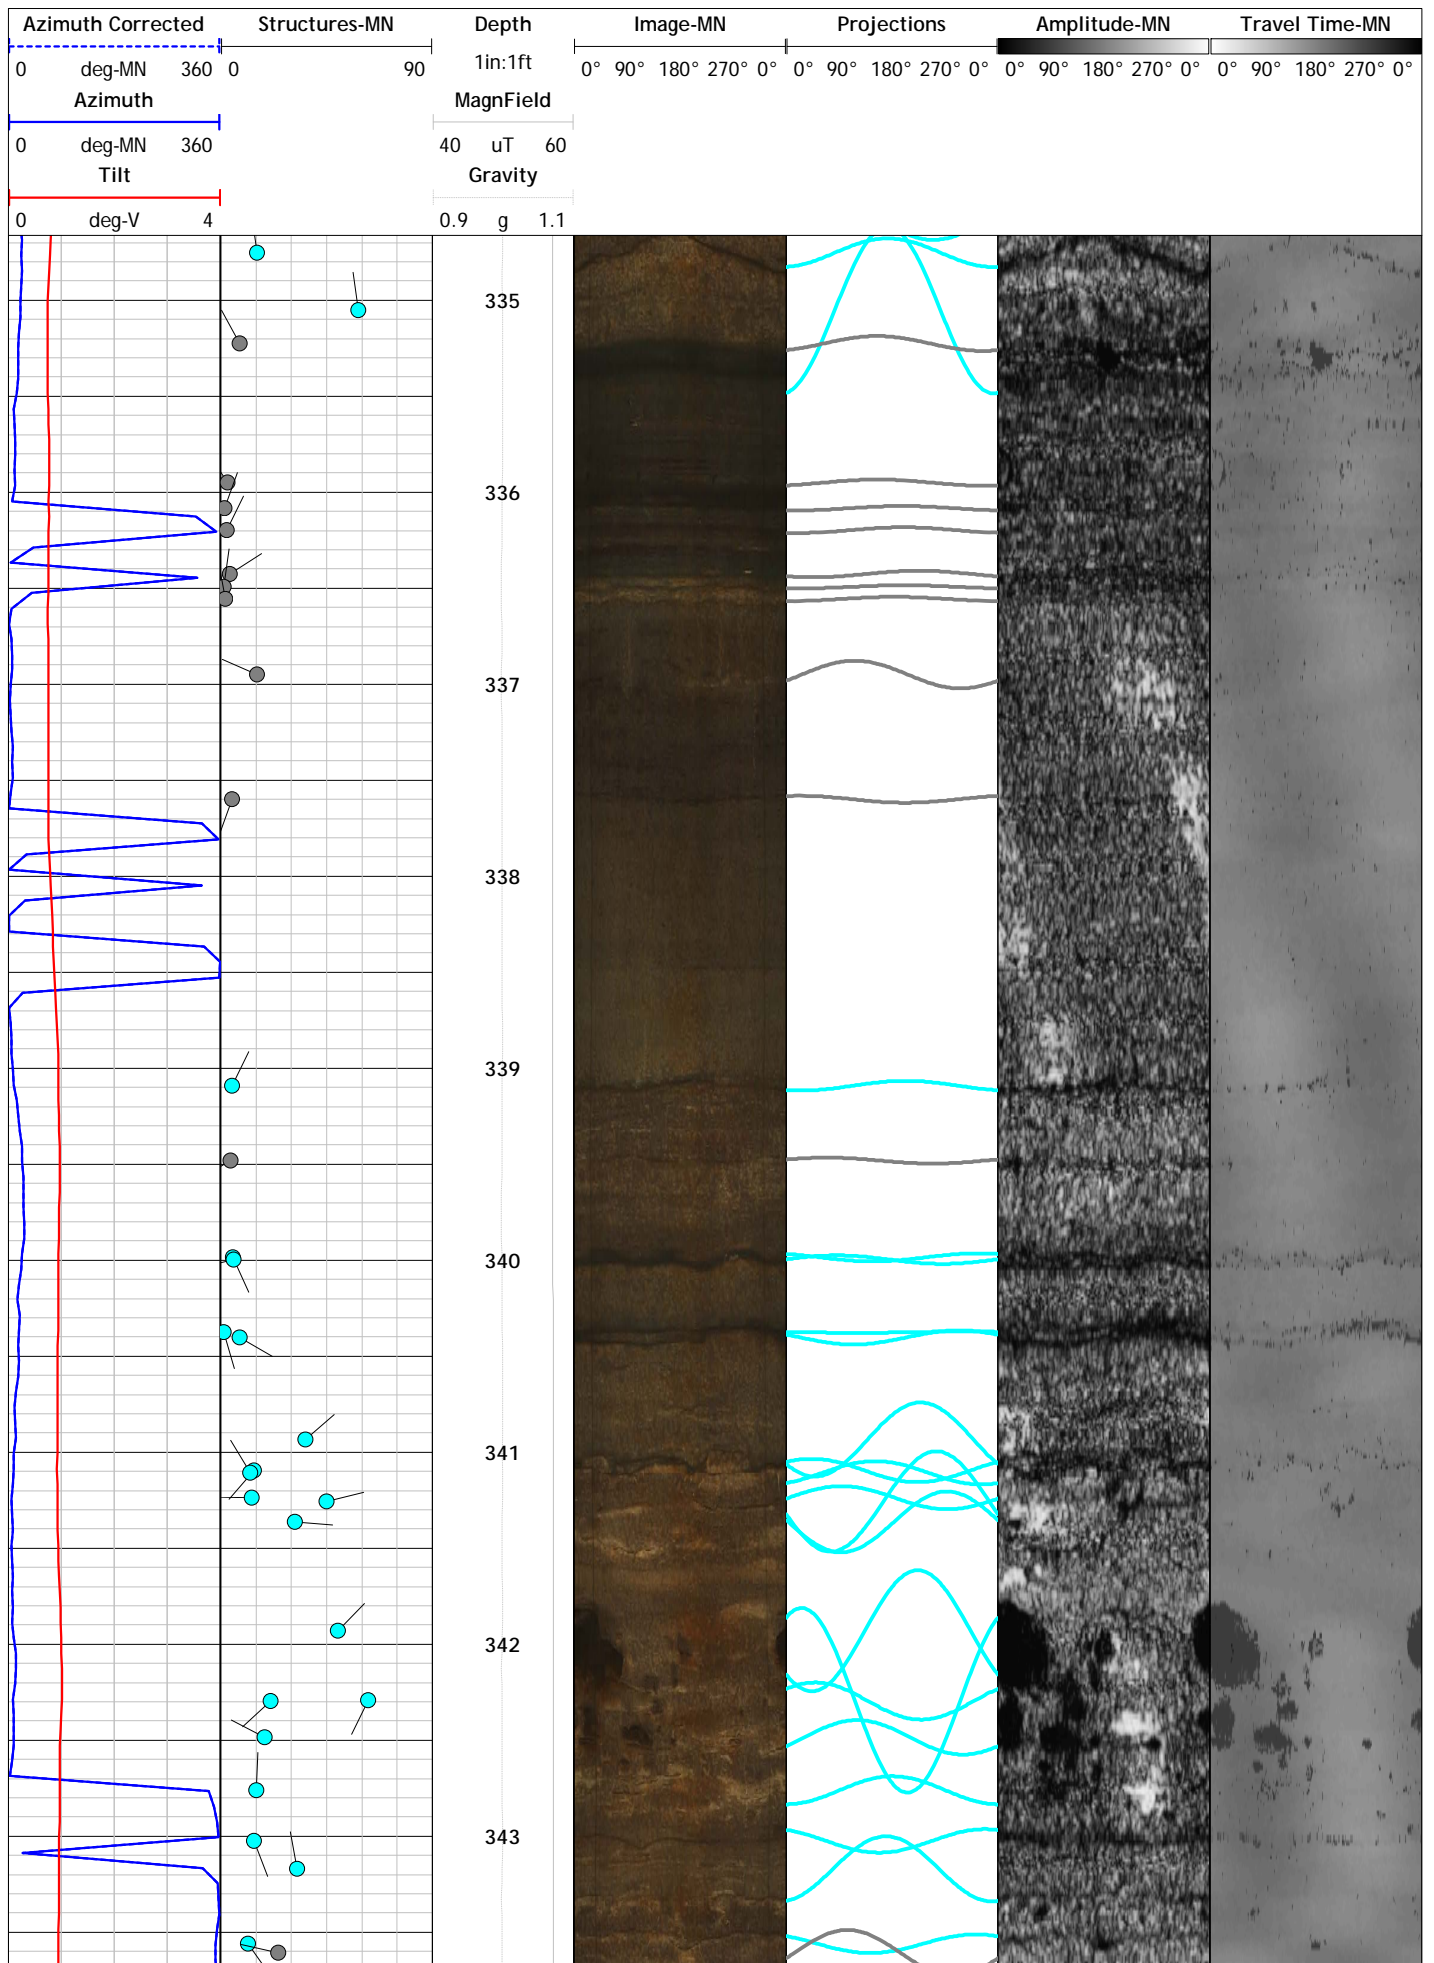 Azimuth Corrected Structures-MN Depth Image-MN Projections Amplitude-MN Travel Time-MN
0 deg-MN 360 0 90 1in:1ft 0° 90° 180° 270° 0° 0° 90° 180° 270° 0° 0° 90° 180° 270° 0° 0° 90° 180° 270° 0°
Azimuth MagnField
0 deg-MN 360 40 uT 60
Tilt Gravity
0 deg-V 4 0.9 g 1.1
335
336
337
338
339
340
341
342
343